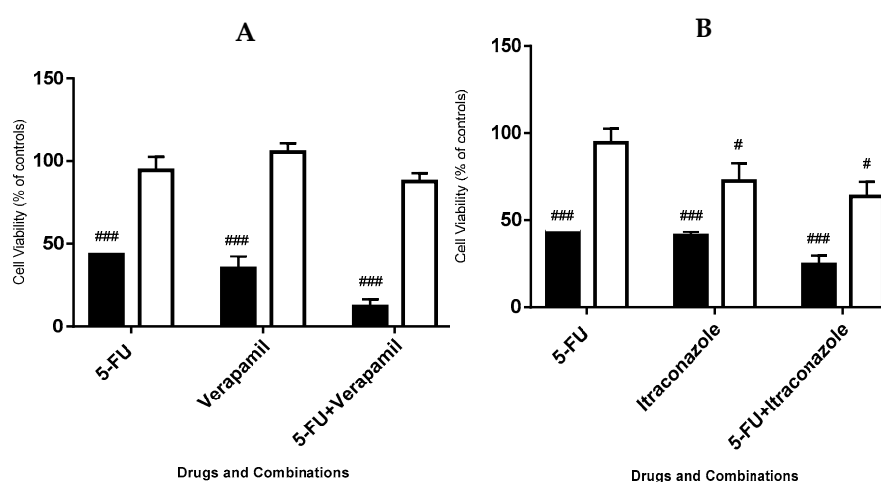 A
Cell Viability (% of controls)
150
100
50
0
###
###
###
5-FU
Verapamil
5-FU+Verapamil
Drugs and Combinations
B
Cell Viability (% of controls)
150
100
50
0
###
###
#
###
#
5-FU
Itraconazole
5-FU+Itraconazole
Drugs and Combinations